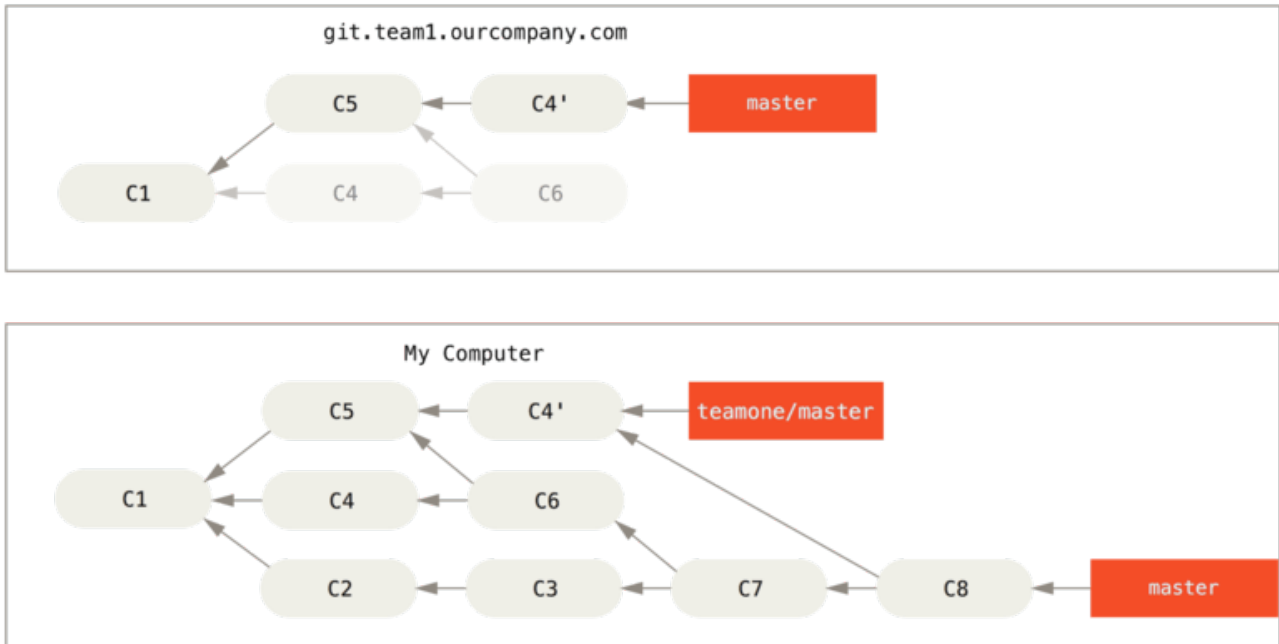 git.team1.ourcompany.com
C5 C4' master
C1 C4 C6
My Computer
C5 C4' teamone/master
C1 C4 C6
C2 C3 C7 C8 master